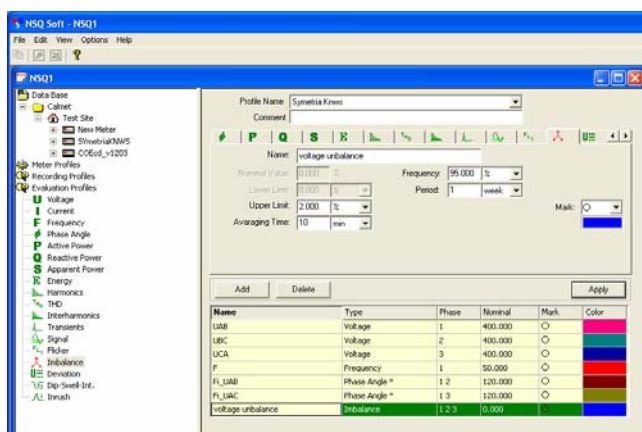 NSQ Soft - NSQ1
File Edit View Options Help
NSQ1
Data Base
Calmet
Test Site
New Meter
SYmetriaKNWS
COEcd_v1203
Meter Profiles
Recording Profiles
Evaluation Profiles
U Voltage
I Current
F Frequency
ϕ Phase Angle
P Active Power
Q Reactive Power
S Apparent Power
E Energy
Harmonics
THD
Interharmonics
Transients
Signal
Flicker
Imbalance
U Deviation
Dip-Swell-Int.
Inrush
Profile Name Symetria Knws
Comment
ϕ P Q S E U
Name: voltage unbalance
Nominal Value: 0.000 % Frequency: 95.000 %
Lower Limit: 0.000 % Period: 1 week
Upper Limit: 2.000 % Mark: O
Avaraging Time: 10 min
Add Delete Apply
Name Type Phase Nominal Mark Color
UAB Voltage 1 400.000 O
UBC Voltage 2 400.000 O
UCA Voltage 3 400.000 O
F Frequency 1 50.000 O
Fi_UAB Phase Angle * 1 2 120.000 O
Fi_UAC Phase Angle * 1 3 120.000 O
voltage unbalance Imbalance 1 2 3 0.000 O